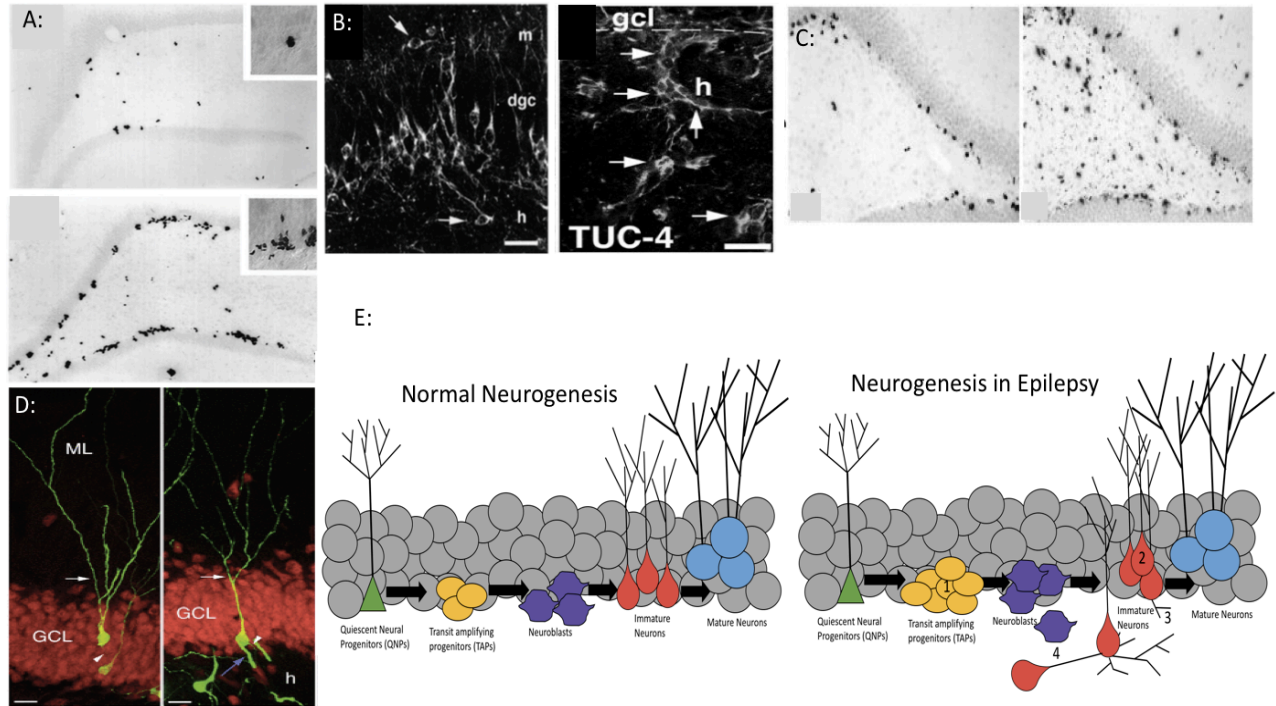 A:
B:
m
dgc
h
gcl
h
TUC-4
C:
D:
ML
GCL
GCL
h
E:
Normal Neurogenesis
Quiescent Neural
Progenitors (QNPs)
Transit amplifying
progenitors (TAPs)
Neuroblasts
Immature
Neurons
Mature Neurons
Neurogenesis in Epilepsy
1
2
3
4
Quiescent Neural
Progenitors (QNPs)
Transit amplifying
progenitors (TAPs)
Neuroblasts
Immature
Neurons
Mature Neurons